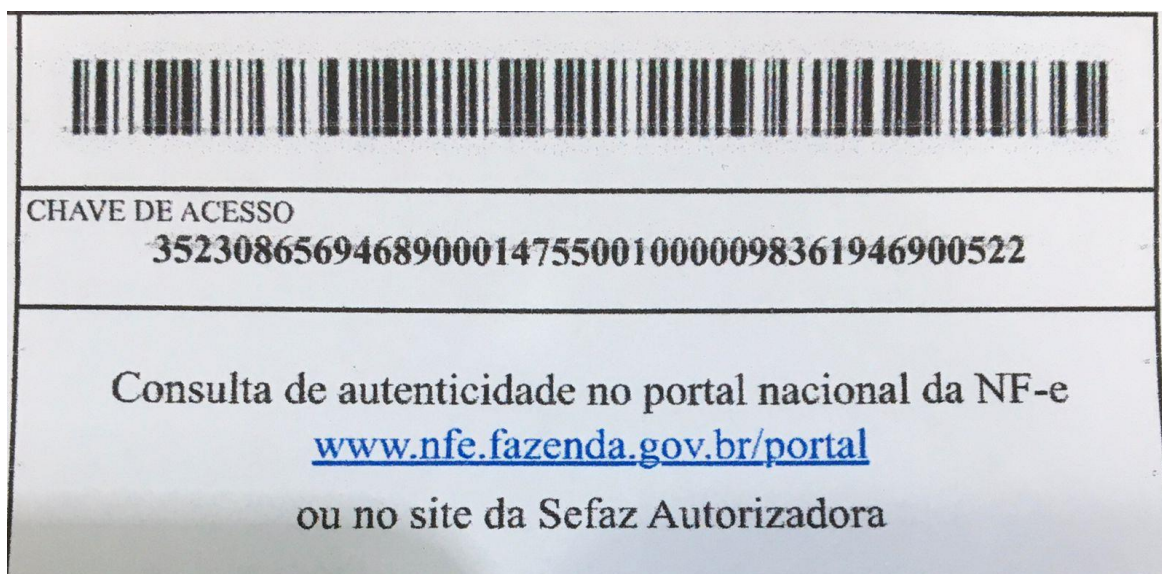 CHAVE DE ACESSO
35230865694689000147550010000098361946900522
Consulta de autenticidade no portal nacional da NF-e
www.nfe.fazenda.gov.br/portal
ou no site da Sefaz Autorizadora